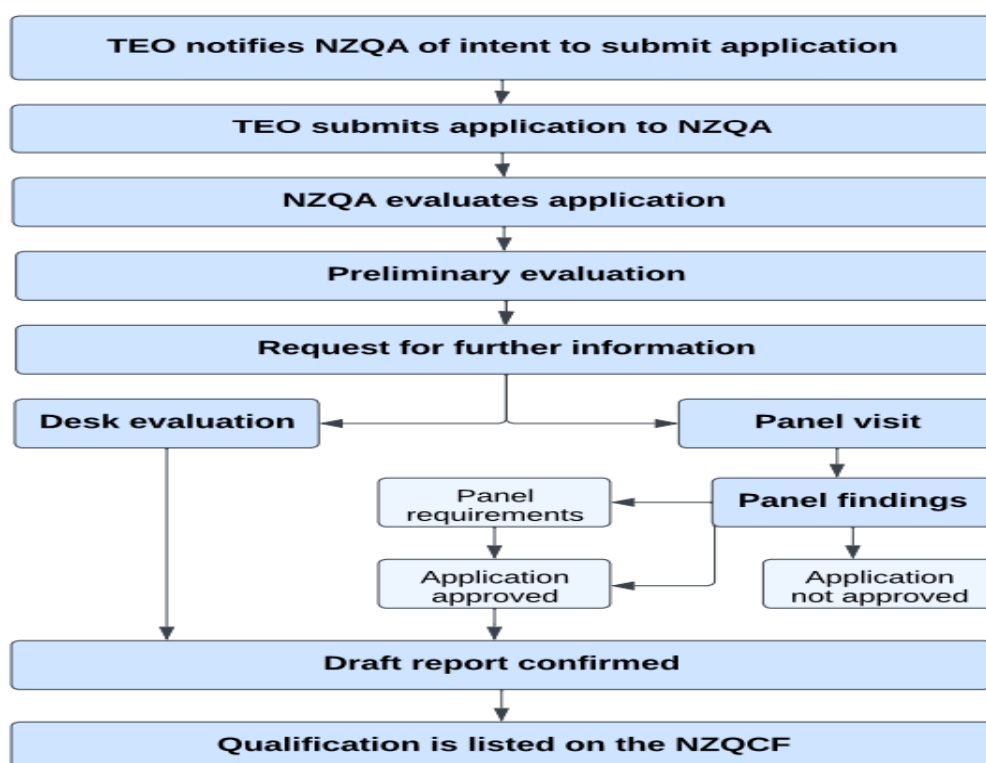 TEO notifies NZQA of intent to submit application
TEO submits application to NZQA
NZQA evaluates application
Preliminary evaluation
Request for further information
Desk evaluation
Panel visit
Panel
requirements
Panel findings
Application
approved
Application
not approved
Draft report confirmed
Qualification is listed on the NZQCF